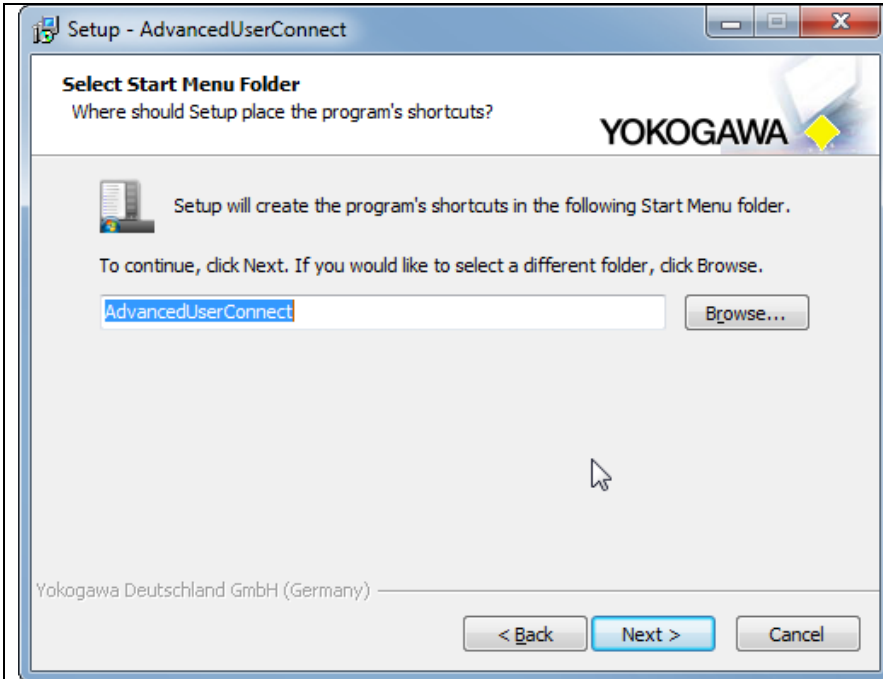 Setup - AdvancedUserConnect
Select Start Menu Folder
Where should Setup place the program's shortcuts?
YOKOGAWA
Setup will create the program's shortcuts in the following Start Menu folder.
To continue, click Next. If you would like to select a different folder, click Browse.
AdvancedUserConnect
Browse...
Yokogawa Deutschland GmbH (Germany)
< Back
Next >
Cancel